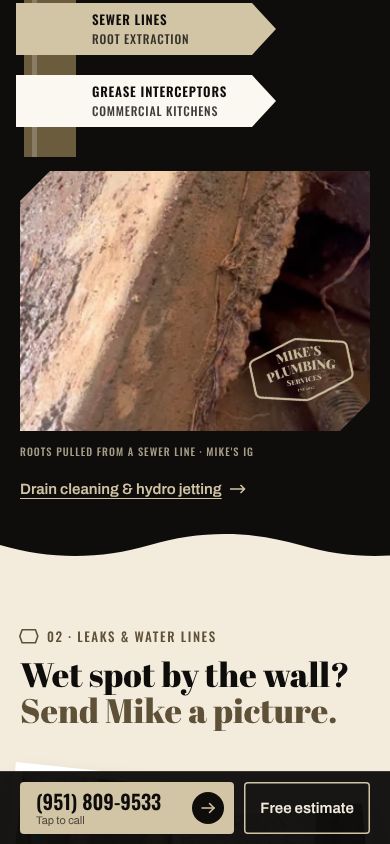 SEWER LINES
ROOT EXTRACTION
GREASE INTERCEPTORS
COMMERCIAL KITCHENS
MIKE'S
PLUMBING
SERVICES
ROOTS PULLED FROM A SEWER LINE · MIKE'S IG
Drain cleaning & hydro jetting →
02 · LEAKS & WATER LINES
Wet spot by the wall?
Send Mike a picture.
(951) 809-9533
Tap to call
Free estimate